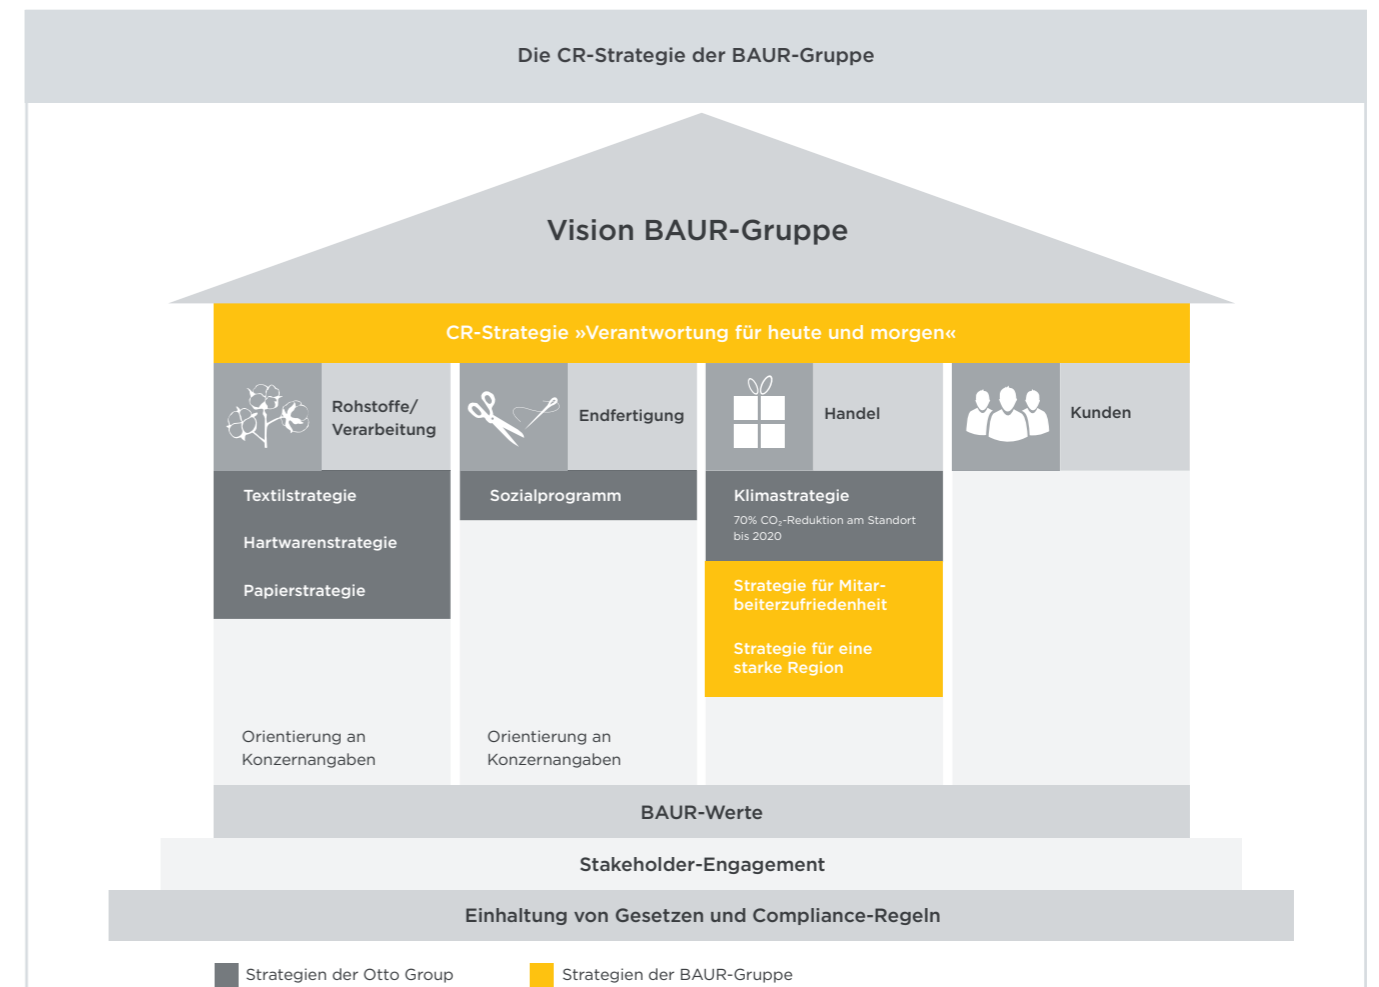 Die CR-Strategie der BAUR-Gruppe
Vision BAUR-Gruppe
CR-Strategie »Verantwortung für heute und morgen«
Rohstoffe/
Verarbeitung
Textilstrategie
Hartwarenstrategie
Papierstrategie
Orientierung an
Konzernangaben
Endfertigung
Sozialprogramm
Orientierung an
Konzernangaben
Handel
Klimastrategie
70% CO₂-Reduktion am Standort
bis 2020
Strategie für Mitar-
beiterzufriedenheit
Strategie für eine
starke Region
Kunden
BAUR-Werte
Stakeholder-Engagement
Einhaltung von Gesetzen und Compliance-Regeln
Strategien der Otto Group
Strategien der BAUR-Gruppe